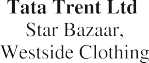 Tata Trent Ltd
Star Bazaar,
Westside Clothing